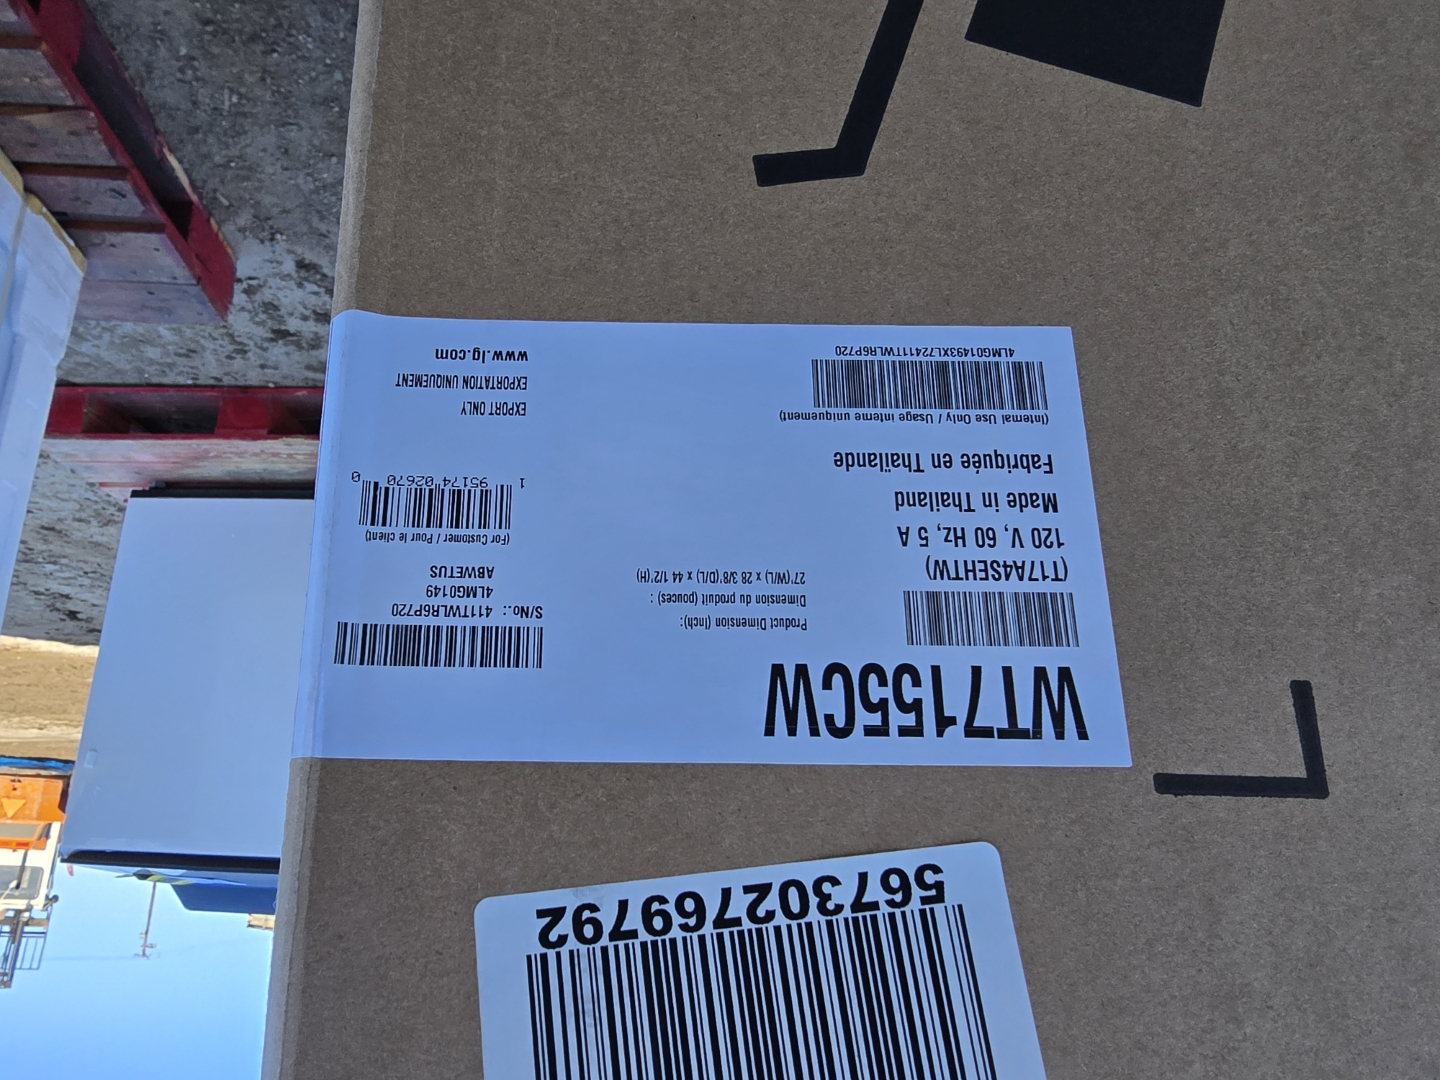 567302769792
WT7155CW
(T17A4SEHTW)
120 V, 60 Hz, 5 A
Made in Thailand
Fabriquée en Thaïlande
(Internal Use Only / Usage interne uniquement)
4LMG01493XL72411TWLR6P720
Product Dimension (Inch):
Dimension du produit (pouces) :
27'(W/L) x 28 3/8'(D/L) x 44 1/2'(H)
S/No.: 411TWLR6P720
4LMG0149
ABWETUS
(For Customer / Pour le client)
1 95174 02670 0
EXPORT ONLY
EXPORTATION UNIQUEMENT
www.lg.com